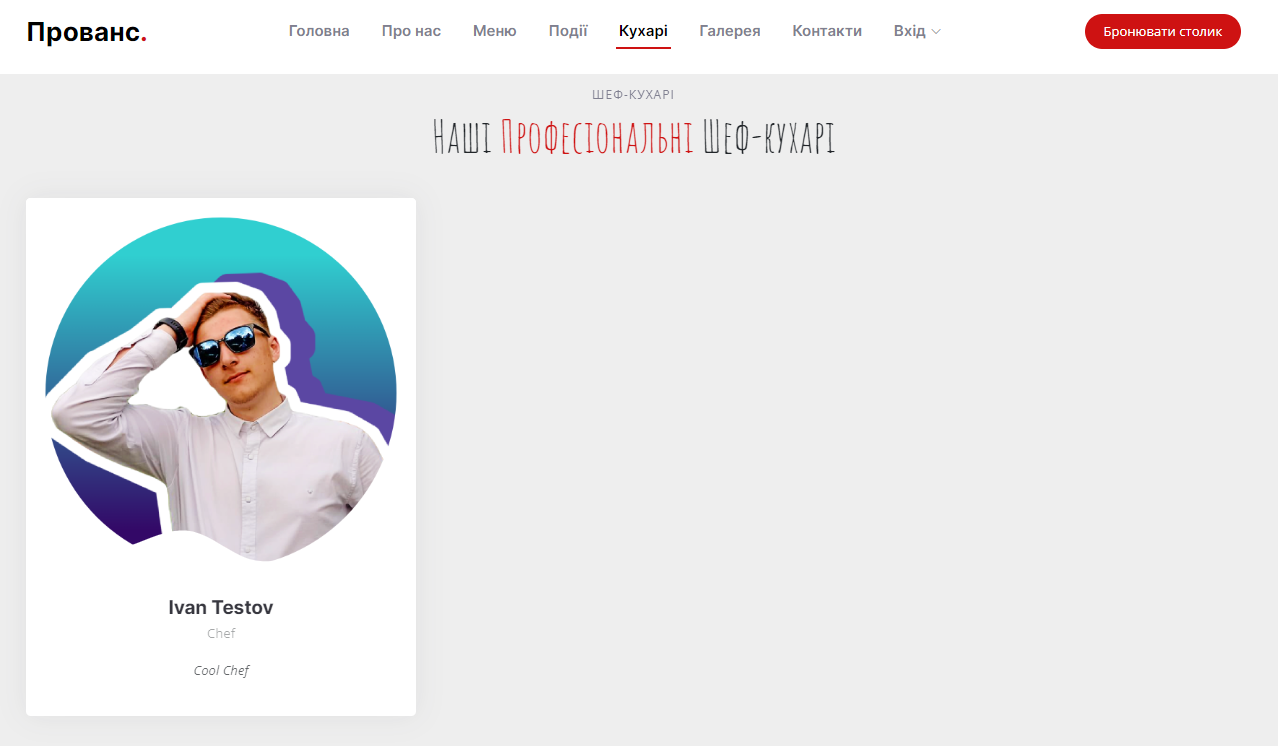 Прованс.
Головна Про нас Меню Події Кухарі Галерея Контакти Вхід
Бронювати столик
ШЕФ-КУХАРІ
Наші Професіональні Шеф-кухарі
Ivan Testov
Chef
Cool Chef